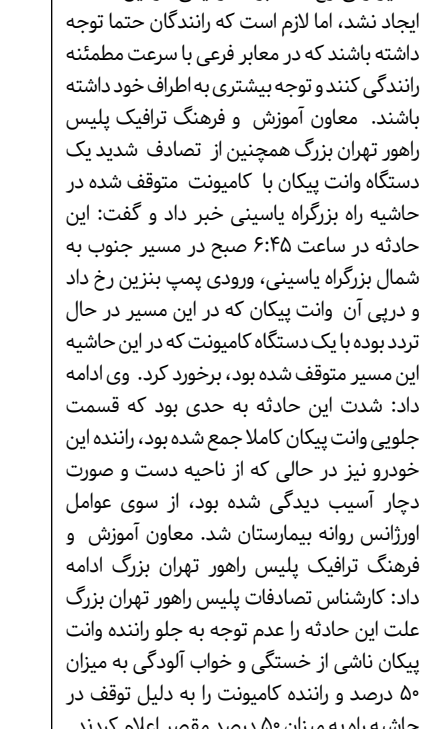 ایجاد نشد، اما لازم است که رانندگان حتما توجه
داشته باشند که در معابر فرعی با سرعت مطمئنه
رانندگی کنند و توجه بیشتری به اطراف خود داشته
باشند. معاون آموزش و فرهنگ ترافیک پلیس
راهور تهران بزرگ همچنین از تصادف شدید یک
دستگاه وانت پیکان با کامیونت متوقف شده در
حاشیه راه بزرگراه یاسینی خبر داد و گفت: این
حادثه در ساعت ۶:۴۵ صبح در مسیر جنوب به
شمال بزرگراه یاسینی، ورودی پمپ بنزین رخ داد
و درپی آن وانت پیکان که در این مسیر در حال
تردد بوده با یک دستگاه کامیونت که در این حاشیه
این مسیر متوقف شده بود، برخورد کرد. وی ادامه
داد: شدت این حادثه به حدی بود که قسمت
جلویی وانت پیکان کاملا جمع شده بود، راننده این
خودرو نیز در حالی که از ناحیه دست و صورت
دچار آسیب دیدگی شده بود، از سوی عوامل
اورژانس روانه بیمارستان شد. معاون آموزش و
فرهنگ ترافیک پلیس راهور تهران بزرگ ادامه
داد: کارشناس تصادفات پلیس راهور تهران بزرگ
علت این حادثه را عدم توجه به جلو راننده وانت
پیکان ناشی از خستگی و خواب آلودگی به میزان
۵۰ درصد و راننده کامیونت را به دلیل توقف در
حاشیه راه به میزان ۵۰ درصد مقصر اعلام کردند.